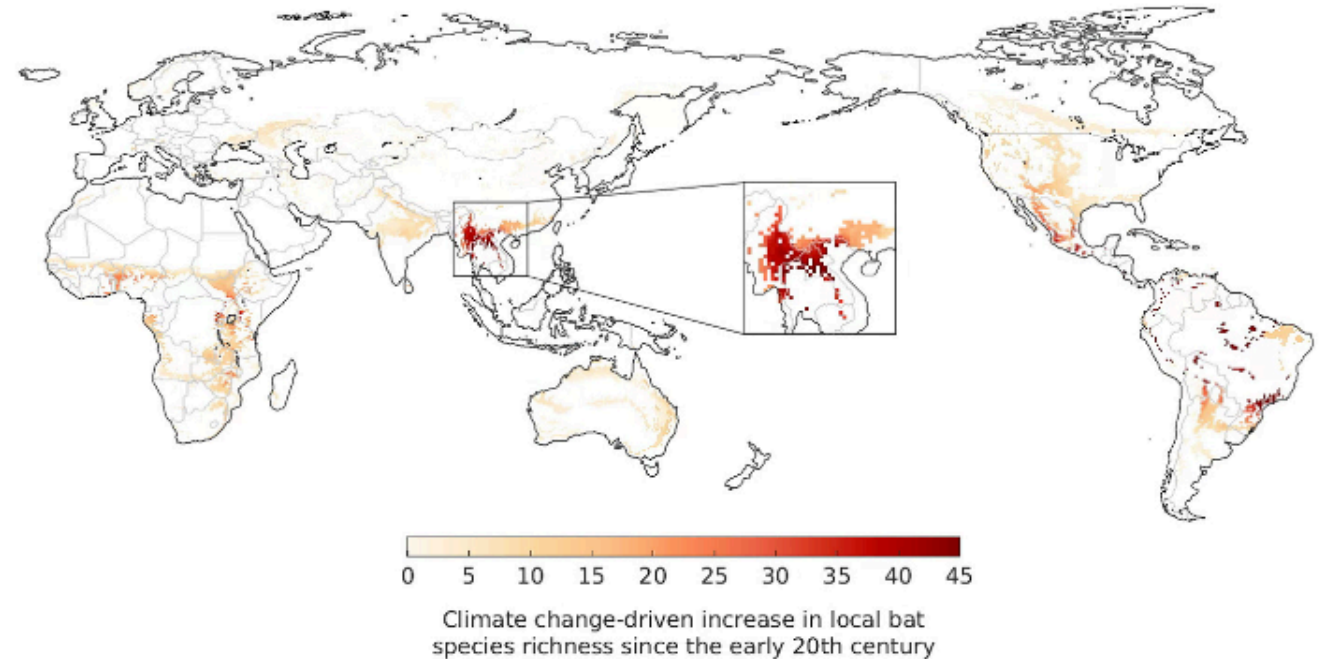 0 5 10 15 20 25 30 35 40 45
Climate change-driven increase in local bat
species richness since the early 20th century